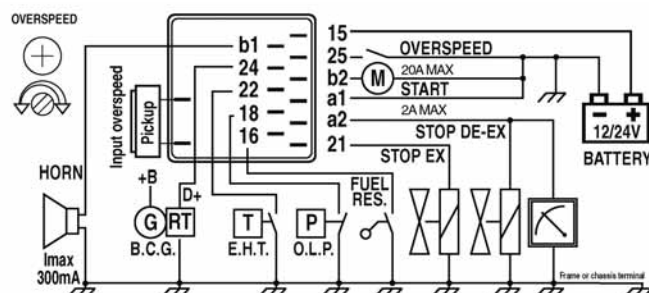 OVERSPEED
Input overspeed
Pickup
b1
24
22
18
16
15
25
b2
a1
a2
21
OVERSPEED
M
20A MAX
START
2A MAX
STOP DE-EX
STOP EX
- +
12/24V
BATTERY
HORN
Imax
300mA
+B
D+
G
RT
B.C.G.
T
E.H.T.
P
O.L.P.
FUEL
RES.
Frame or chassis terminal